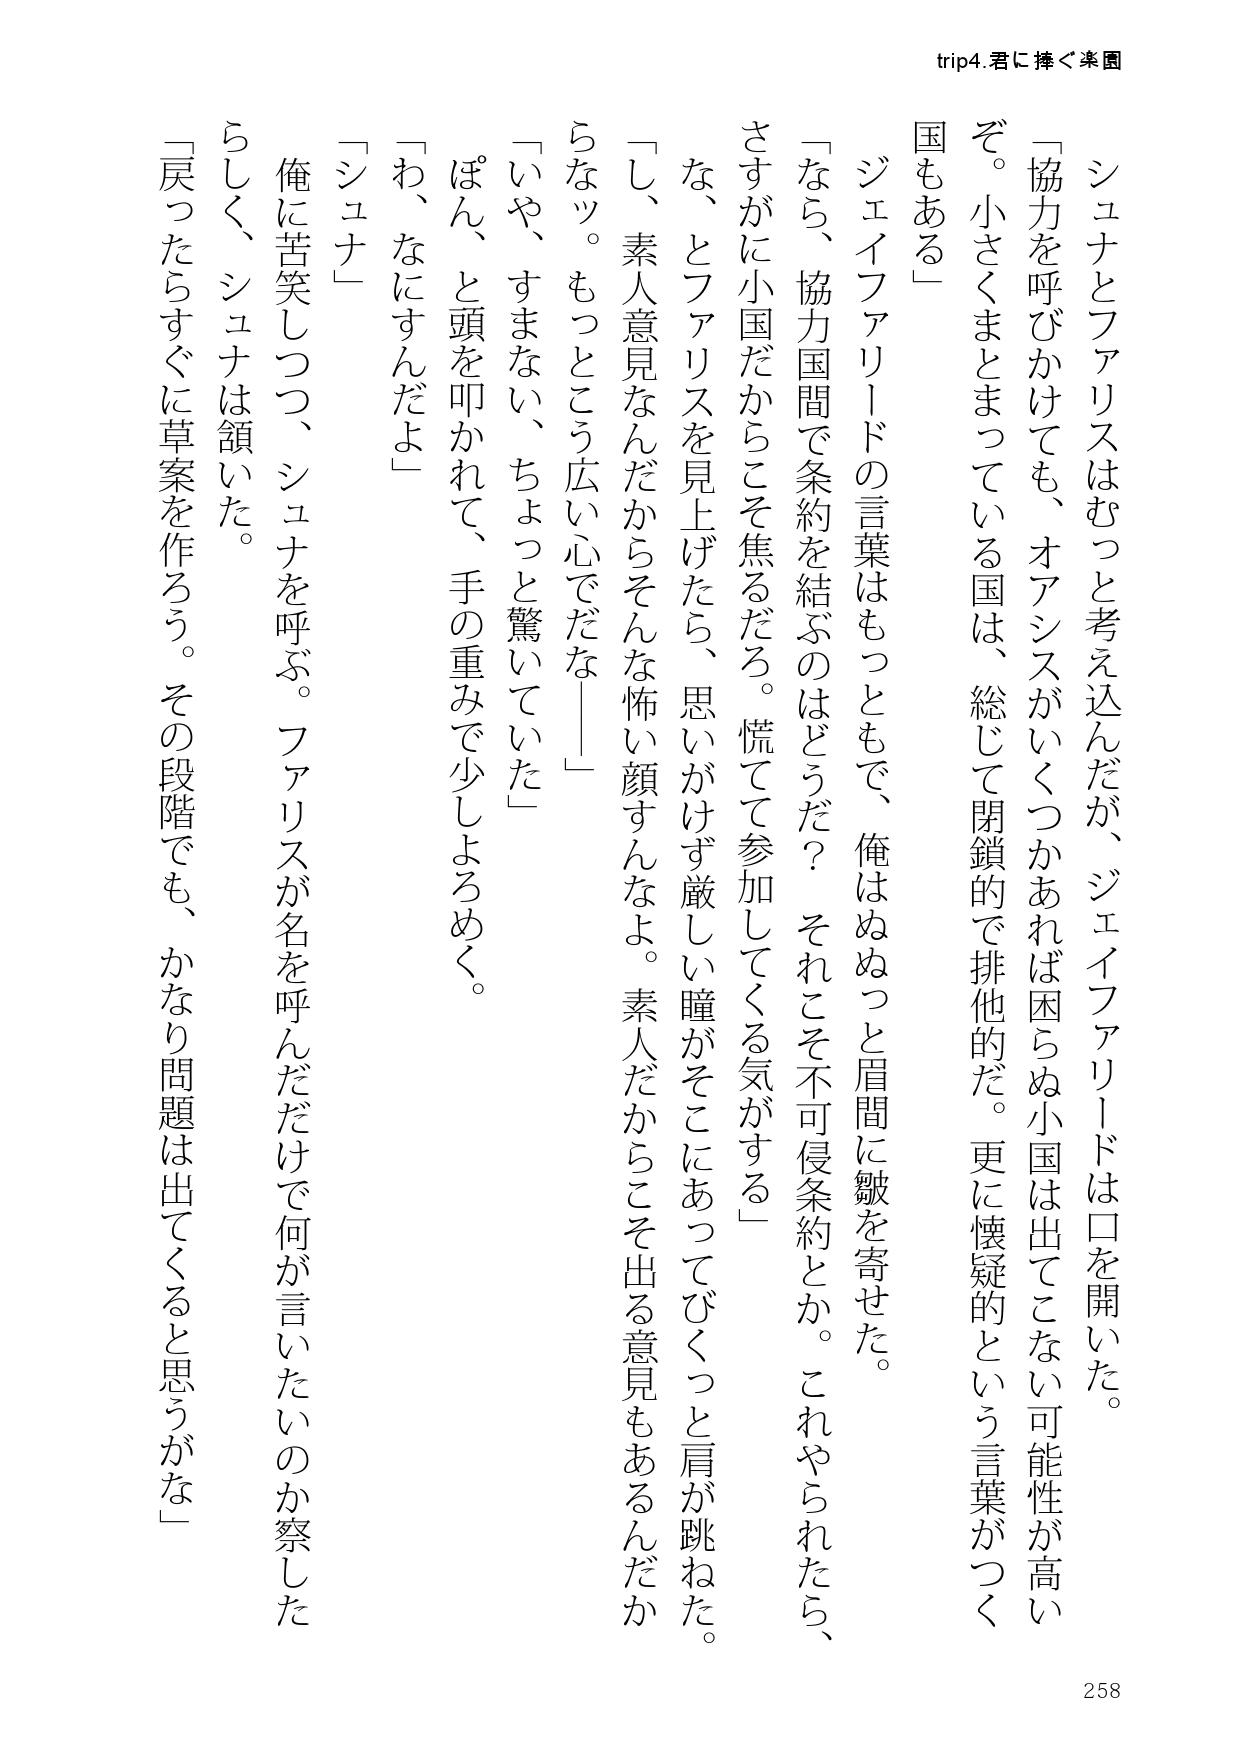 trip4.君に捧ぐ楽園
　シュナとファリスはむっと考え込んだが、ジェイファリードは口を開いた。
「協力を呼びかけても、オアシスがいくつかあれば困らぬ小国は出てこない可能性が高い
ぞ。小さくまとまっている国は、総じて閉鎖的で排他的だ。更に懐疑的という言葉がつく
国もある」
　ジェイファリードの言葉はもっともで、俺はぬぬっと眉間に皺を寄せた。
「なら、協力国間で条約を結ぶのはどうだ？　それこそ不可侵条約とか。これやられたら、
さすがに小国だからこそ焦るだろ。慌てて参加してくる気がする」
　な、とファリスを見上げたら、思いがけず厳しい瞳がそこにあってびくっと肩が跳ねた。
「し、素人意見なんだからそんな怖い顔すんなよ。素人だからこそ出る意見もあるんだか
らなッ。もっとこう広い心でだな――」
「いや、すまない、ちょっと驚いていた」
　ぽん、と頭を叩かれて、手の重みで少しよろめく。
「わ、なにすんだよ」
「シュナ」
　俺に苦笑しつつ、シュナを呼ぶ。ファリスが名を呼んだだけで何が言いたいのか察した
らしく、シュナは頷いた。
「戻ったらすぐに草案を作ろう。その段階でも、かなり問題は出てくると思うがな」
258